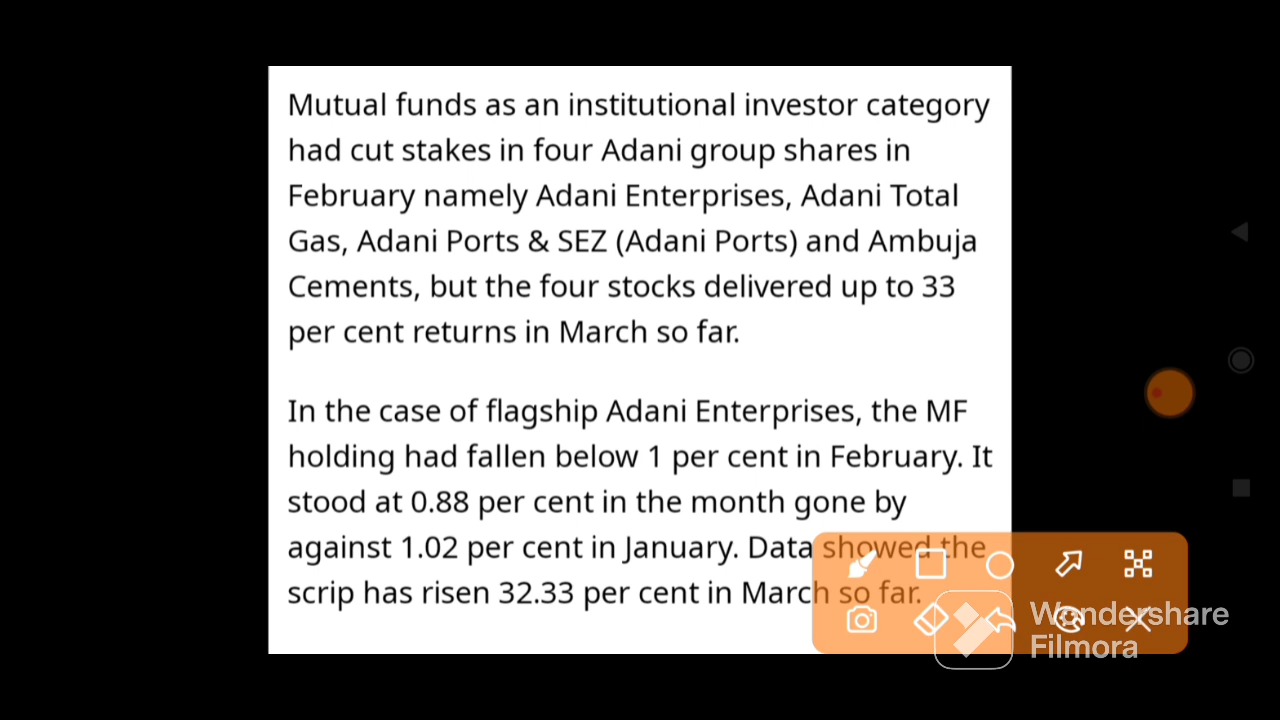 Mutual funds as an institutional investor category
had cut stakes in four Adani group shares in
February namely Adani Enterprises, Adani Total
Gas, Adani Ports & SEZ (Adani Ports) and Ambuja
Cements, but the four stocks delivered up to 33
per cent returns in March so far.
In the case of flagship Adani Enterprises, the MF
holding had fallen below 1 per cent in February. It
stood at 0.88 per cent in the month gone by
against 1.02 per cent in January. Data showed the
scrip has risen 32.33 per cent in March so far.
Wondershare
Filmora